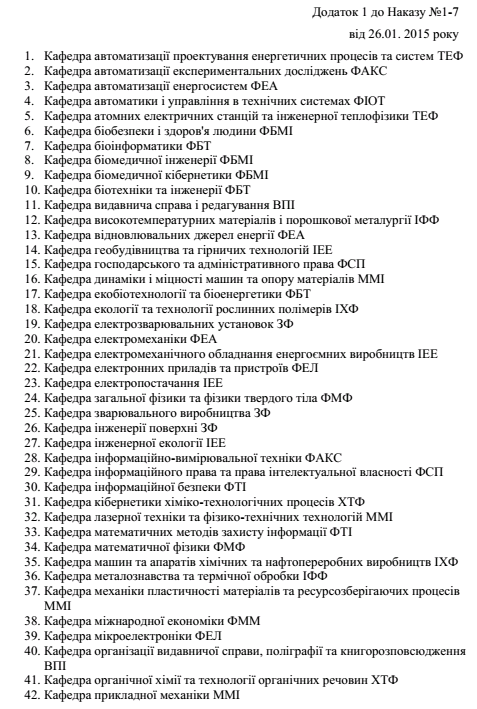 Додаток 1 до Наказу №1-7
від 26.01. 2015 року
1. Кафедра автоматизації проектування енергетичних процесів та систем ТЕФ
2. Кафедра автоматизації експериментальних досліджень ФАКС
3. Кафедра автоматизації енергосистем ФЕА
4. Кафедра автоматики і управління в технічних системах ФІОТ
5. Кафедра атомних електричних станцій та інженерної теплофізики ТЕФ
6. Кафедра біобезпеки і здоров'я людини ФБМІ
7. Кафедра біоінформатики ФБТ
8. Кафедра біомедичної інженерії ФБМІ
9. Кафедра біомедичної кібернетики ФБМІ
10. Кафедра біотехніки та інженерії ФБТ
11. Кафедра видавнича справа і редагування ВПІ
12. Кафедра високотемпературних матеріалів і порошкової металургії ІФФ
13. Кафедра відновлювальних джерел енергії ФЕА
14. Кафедра геобудівництва та гірничих технологій ІЕЕ
15. Кафедра господарського та адміністративного права ФСП
16. Кафедра динаміки і міцності машин та опору матеріалів ММІ
17. Кафедра екобіотехнології та біоенергетики ФБТ
18. Кафедра екології та технології рослинних полімерів ІХФ
19. Кафедра електрозварювальних установок ЗФ
20. Кафедра електромеханіки ФЕА
21. Кафедра електромеханічного обладнання енергоємних виробництв ІЕЕ
22. Кафедра електронних приладів та пристроїв ФЕЛ
23. Кафедра електропостачання ІЕЕ
24. Кафедра загальної фізики та фізики твердого тіла ФМФ
25. Кафедра зварювального виробництва ЗФ
26. Кафедра інженерії поверхні ЗФ
27. Кафедра інженерної екології ІЕЕ
28. Кафедра інформаційно-вимірювальної техніки ФАКС
29. Кафедра інформаційного права та права інтелектуальної власності ФСП
30. Кафедра інформаційної безпеки ФТІ
31. Кафедра кібернетики хіміко-технологічних процесів ХТФ
32. Кафедра лазерної техніки та фізико-технічних технологій ММІ
33. Кафедра математичних методів захисту інформації ФТІ
34. Кафедра математичної фізики ФМФ
35. Кафедра машин та апаратів хімічних та нафтопереробних виробництв ІХФ
36. Кафедра металознавства та термічної обробки ІФФ
37. Кафедра механіки пластичності матеріалів та ресурсозберігаючих процесів
ММІ
38. Кафедра міжнародної економіки ФММ
39. Кафедра мікроелектроніки ФЕЛ
40. Кафедра організації видавничої справи, поліграфії та книгорозповсюдження
ВПІ
41. Кафедра органічної хімії та технології органічних речовин ХТФ
42. Кафедра прикладної механіки ММІ